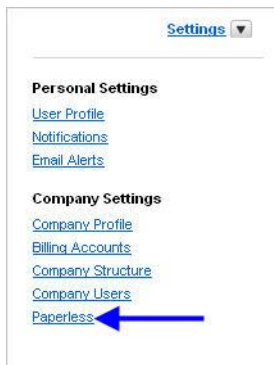 Settings
Personal Settings
User Profile
Notifications
Email Alerts
Company Settings
Company Profile
Billing Accounts
Company Structure
Company Users
Paperless